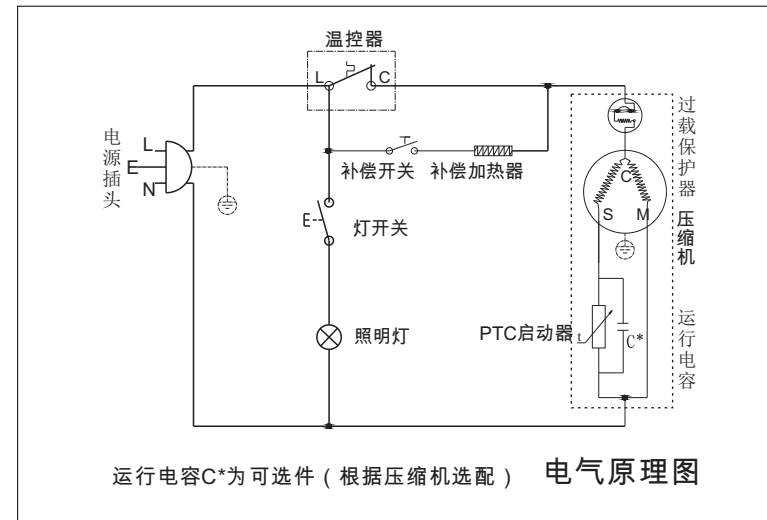 温控器
L C
电源插头
L
E
N
补偿开关 补偿加热器
E
灯开关
照明灯
过载保护器
C
S M
压缩机
PTC启动器
t
C*
运行电容
运行电容C*为可选件（根据压缩机选配） 电气原理图